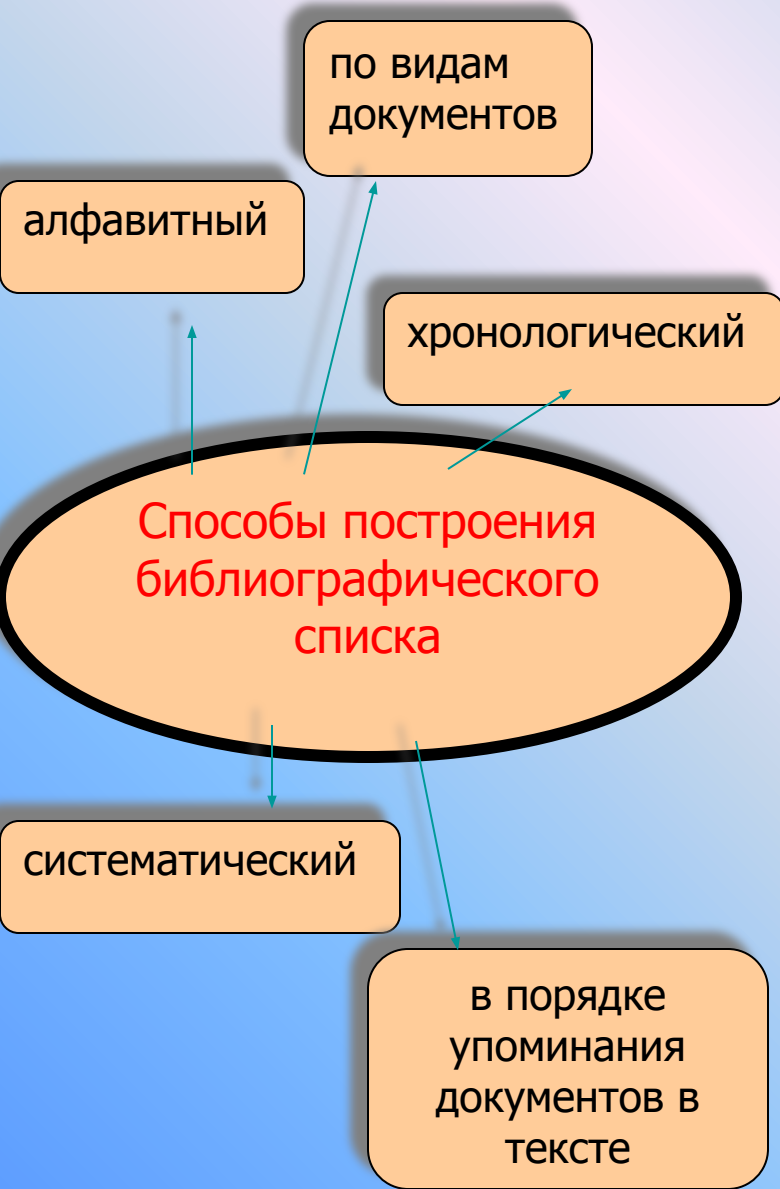 по видам
документов
алфавитный
хронологический
Способы построения
библиографического
списка
систематический
в порядке
упоминания
документов в
тексте